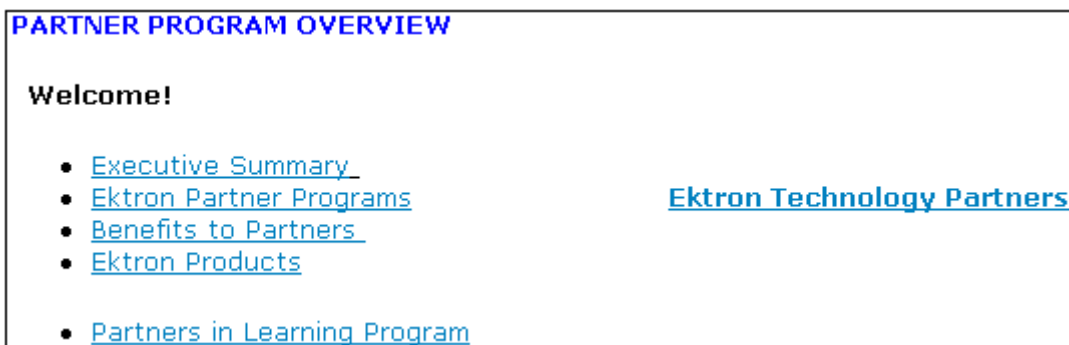 PARTNER PROGRAM OVERVIEW
Welcome!
• Executive Summary
• Ektron Partner Programs Ektron Technology Partners
• Benefits to Partners
• Ektron Products
• Partners in Learning Program